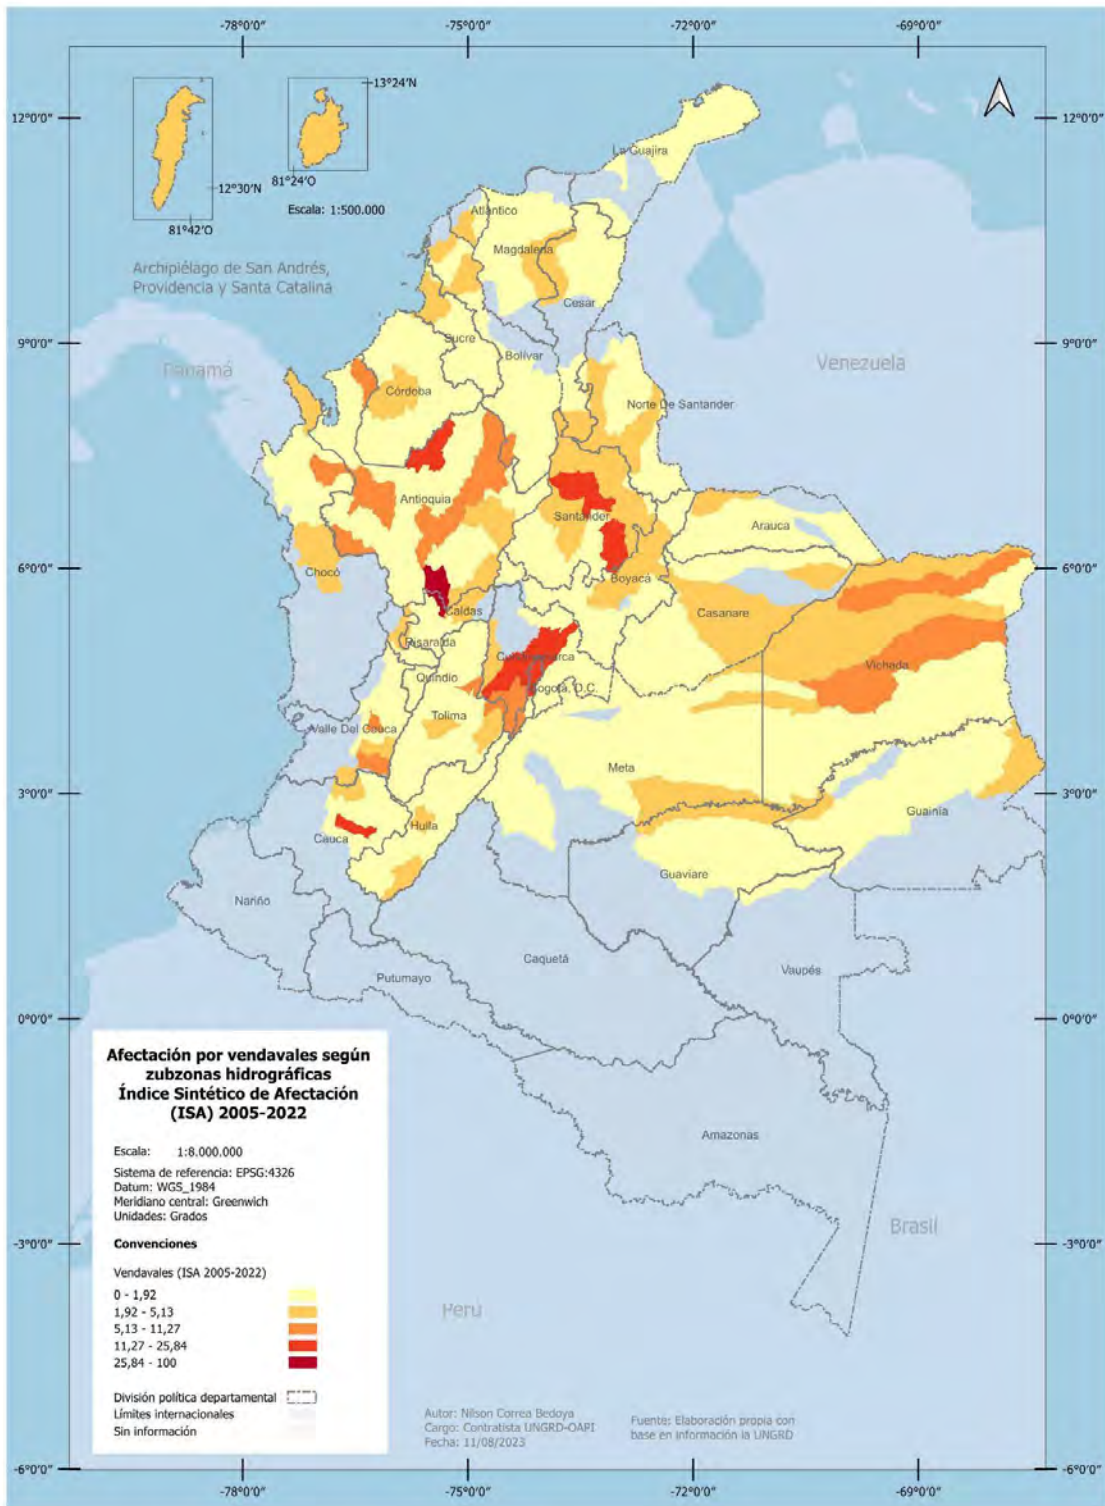 -78°0'0"
-75°0'0"
-72°0'0"
-69°0'0"
13°24'N
12°0'0"
12°0'0"
12°30'N
81°24'O
81°42'O
Escala: 1:500.000
Archipiélago de San Andrés,
Providencia y Santa Catalina
La Guajira
Atlántico
Magdalena
Cesar
9°0'0"
9°0'0"
Sucre
Bolívar
Panamá
Venezuela
Córdoba
Norte De Santander
Antioquia
Santander
Arauca
6°0'0"
6°0'0"
Chocó
Boyacá
Caldas
Casanare
Risaralda
Cundinamarca
Vichada
Quindío
Bogotá, D.C.
Tolima
Valle Del Cauca
Meta
3°0'0"
3°0'0"
Guainía
Huila
Cauca
Guaviare
Nariño
Caquetá
Vaupés
Putumayo
0°0'0"
0°0'0"
Afectación por vendavales según
zubzonas hidrográficas
Índice Sintético de Afectación
(ISA) 2005-2022
Escala: 1:8.000.000
Sistema de referencia: EPSG:4326
Datum: WGS_1984
Meridiano central: Greenwich
Unidades: Grados
Convenciones
Vendavales (ISA 2005-2022)
0 - 1,92
1,92 - 5,13
5,13 - 11,27
11,27 - 25,84
25,84 - 100
División política departamental
Límites internacionales
Sin información
Amazonas
Brasil
-3°0'0"
-3°0'0"
Perú
Autor: Nilson Correa Bedoya
Cargo: Contratista UNGRD-OAPI
Fecha: 11/08/2023
Fuente: Elaboración propia con
base en información la UNGRD
-6°0'0"
-6°0'0"
-78°0'0"
-75°0'0"
-72°0'0"
-69°0'0"